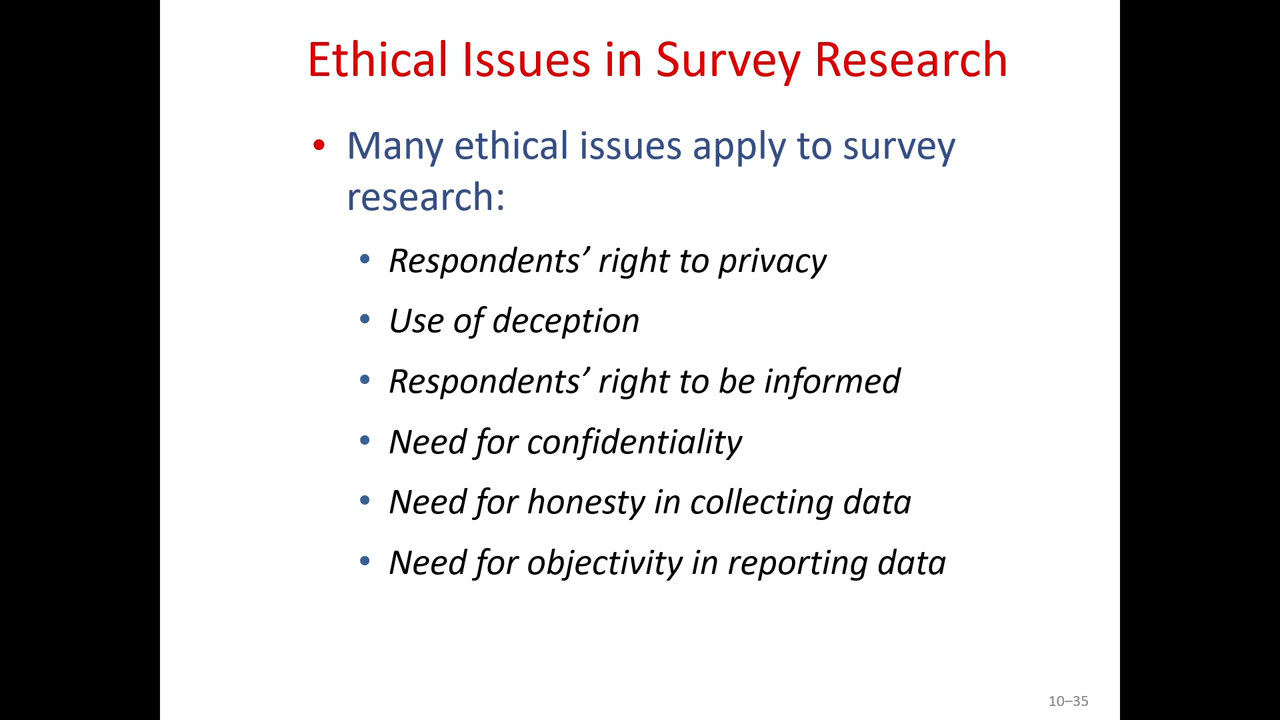 Ethical Issues in Survey Research
• Many ethical issues apply to survey
research:
• Respondents’ right to privacy
• Use of deception
• Respondents’ right to be informed
• Need for confidentiality
• Need for honesty in collecting data
• Need for objectivity in reporting data
10–35